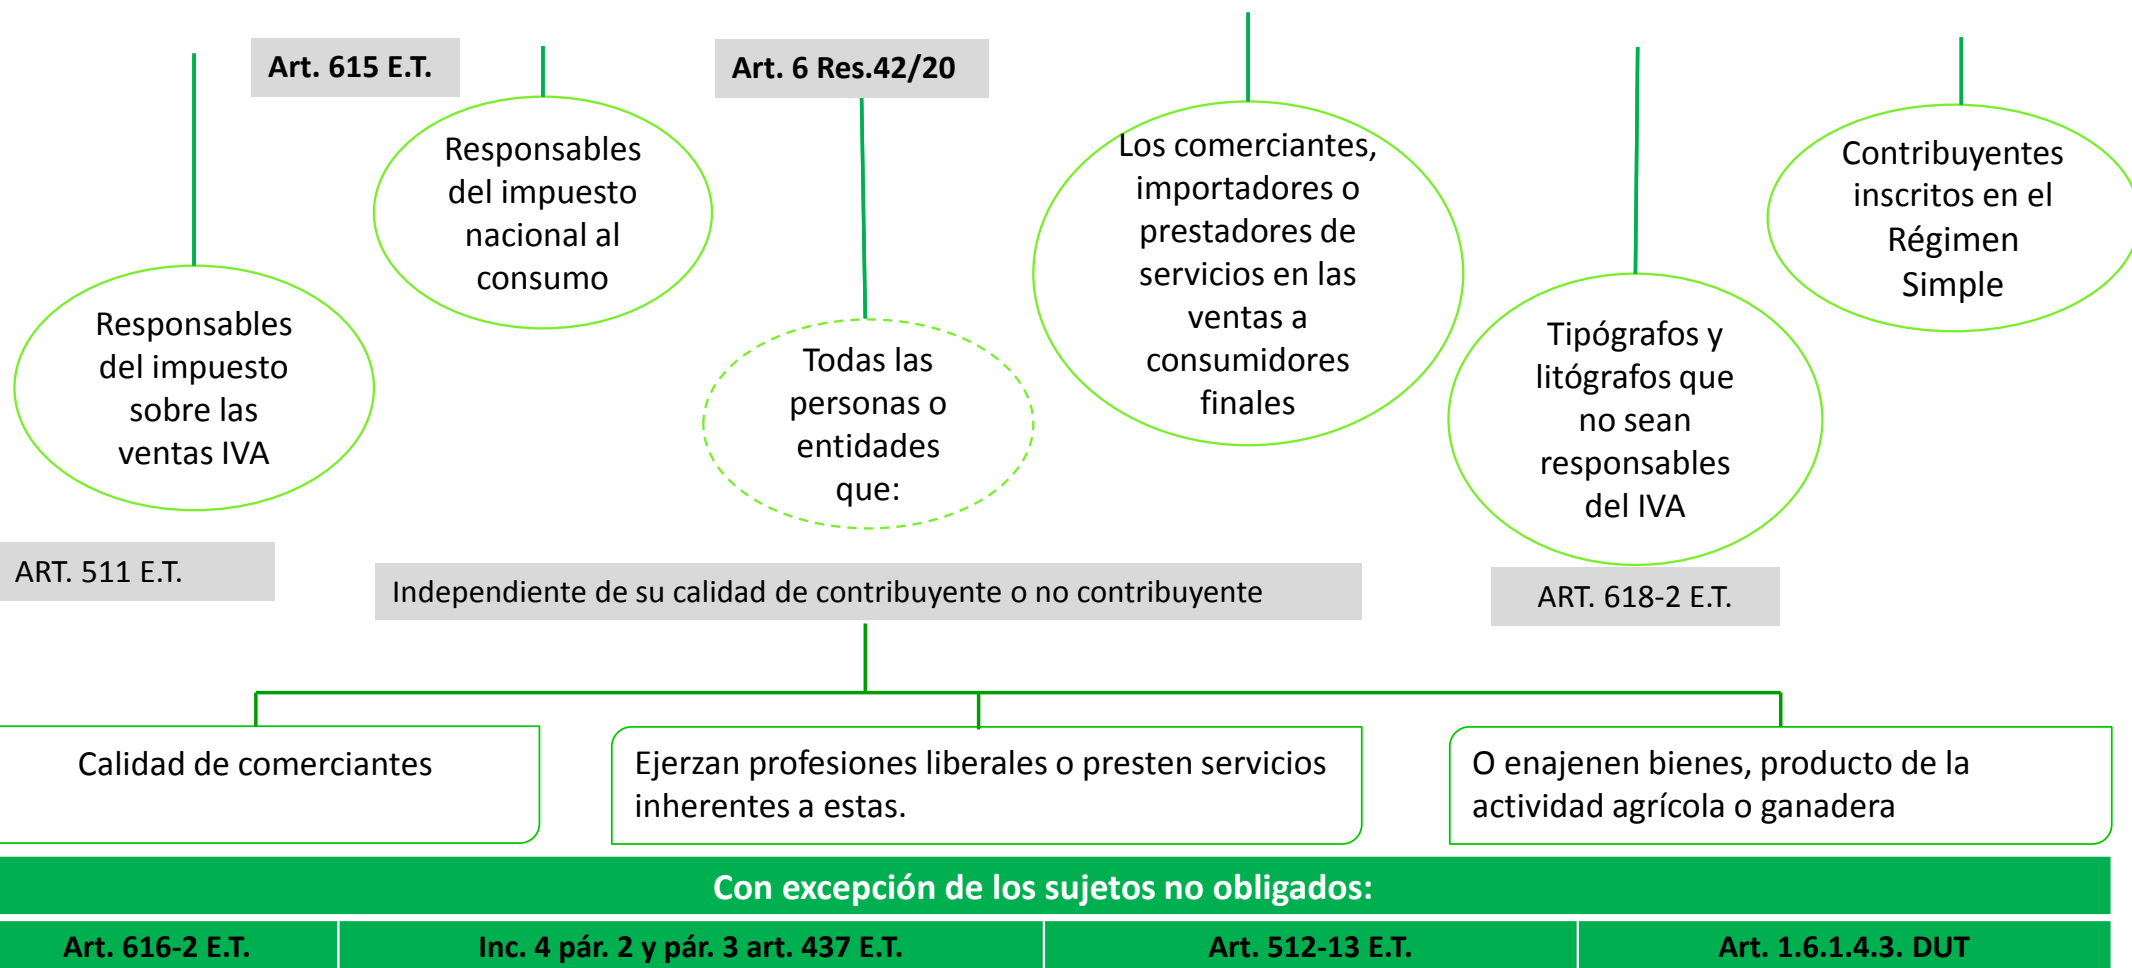 Art. 615 E.T.
Art. 6 Res.42/20
Responsables
del impuesto
sobre las
ventas IVA
Responsables
del impuesto
nacional al
consumo
Todas las
personas o
entidades
que:
Los comerciantes,
importadores o
prestadores de
servicios en las
ventas a
consumidores
finales
Tipógrafos y
litógrafos que
no sean
responsables
del IVA
Contribuyentes
inscritos en el
Régimen
Simple
ART. 511 E.T.
Independiente de su calidad de contribuyente o no contribuyente
ART. 618-2 E.T.
Calidad de comerciantes
Ejerzan profesiones liberales o presten servicios
inherentes a estas.
O enajenen bienes, producto de la
actividad agrícola o ganadera
Con excepción de los sujetos no obligados:
Art. 616-2 E.T.
Inc. 4 pár. 2 y pár. 3 art. 437 E.T.
Art. 512-13 E.T.
Art. 1.6.1.4.3. DUT